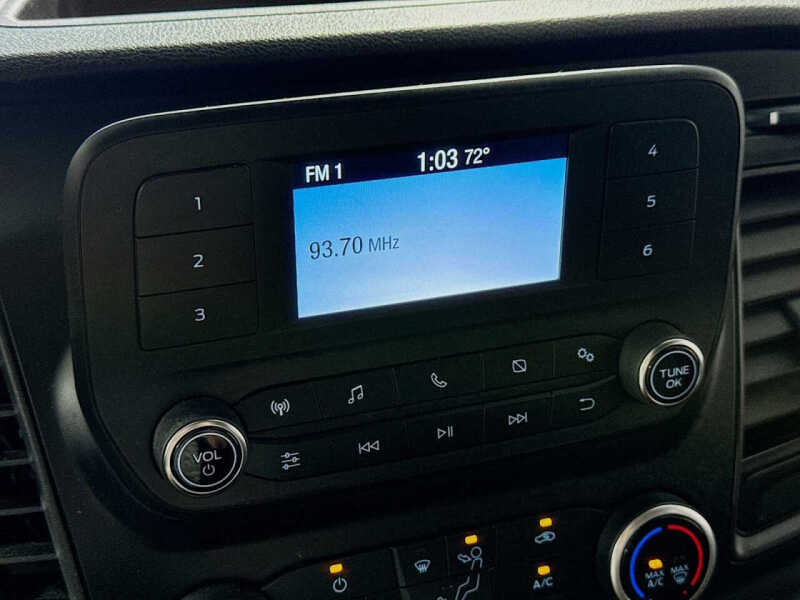 FM 1 1:03 72°
93.70 MHz
1
2
3
4
5
6
VOL
TUNE
OK
A/C
MAX
A/C
MAX